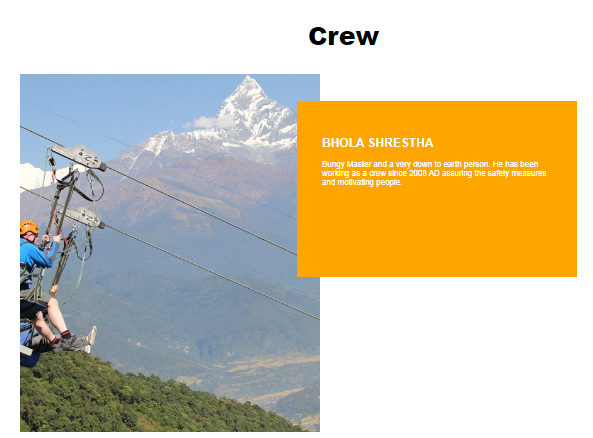 Crew
BHOLA SHRESTHA
Bungy Master and a very down to earth person. He has been
working as a crew since 2008 AD assuring the safety measures
and motivating people.